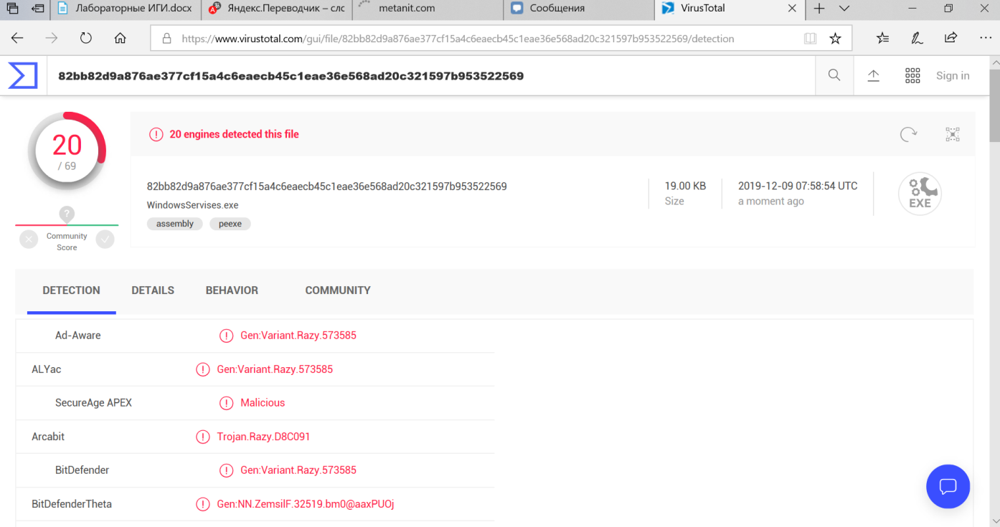 Лабораторные ИГИ.docx
Яндекс.Переводчик – сло
metanit.com
Сообщения
VirusTotal
https://www.virustotal.com/gui/file/82bb82d9a876ae377cf15a4c6eaecb45c1eae36e568ad20c321597b953522569/detection
82bb82d9a876ae377cf15a4c6eaecb45c1eae36e568ad20c321597b953522569
Sign in
20
/ 69
20 engines detected this file
82bb82d9a876ae377cf15a4c6eaecb45c1eae36e568ad20c321597b953522569
WindowsServises.exe
assembly
peexe
19.00 KB
Size
2019-12-09 07:58:54 UTC
a moment ago
EXE
?
Community
Score
DETECTION
DETAILS
BEHAVIOR
COMMUNITY
Ad-Aware
Gen:Variant.Razy.573585
ALYac
Gen:Variant.Razy.573585
SecureAge APEX
Malicious
Arcabit
Trojan.Razy.D8C091
BitDefender
Gen:Variant.Razy.573585
BitDefenderTheta
Gen:NN.ZemsilF.32519.bm0@aaxPUOj